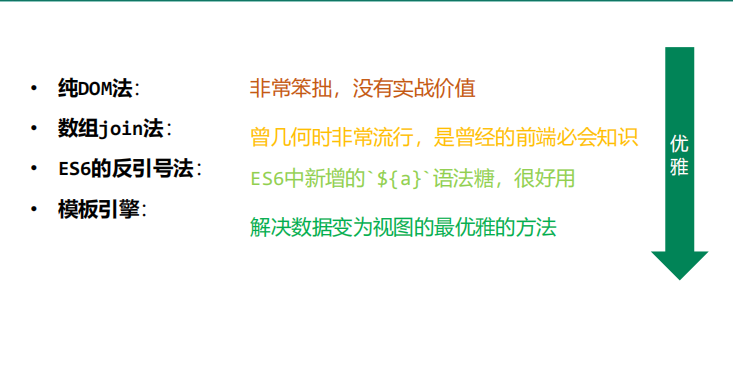 • 纯DOM法： 非常笨拙，没有实战价值
• 数组join法： 曾几何时非常流行，是曾经的前端必会知识
• ES6的反引号法： ES6中新增的`${a}`语法糖，很好用
• 模板引擎： 解决数据变为视图的最优雅的方法
优雅